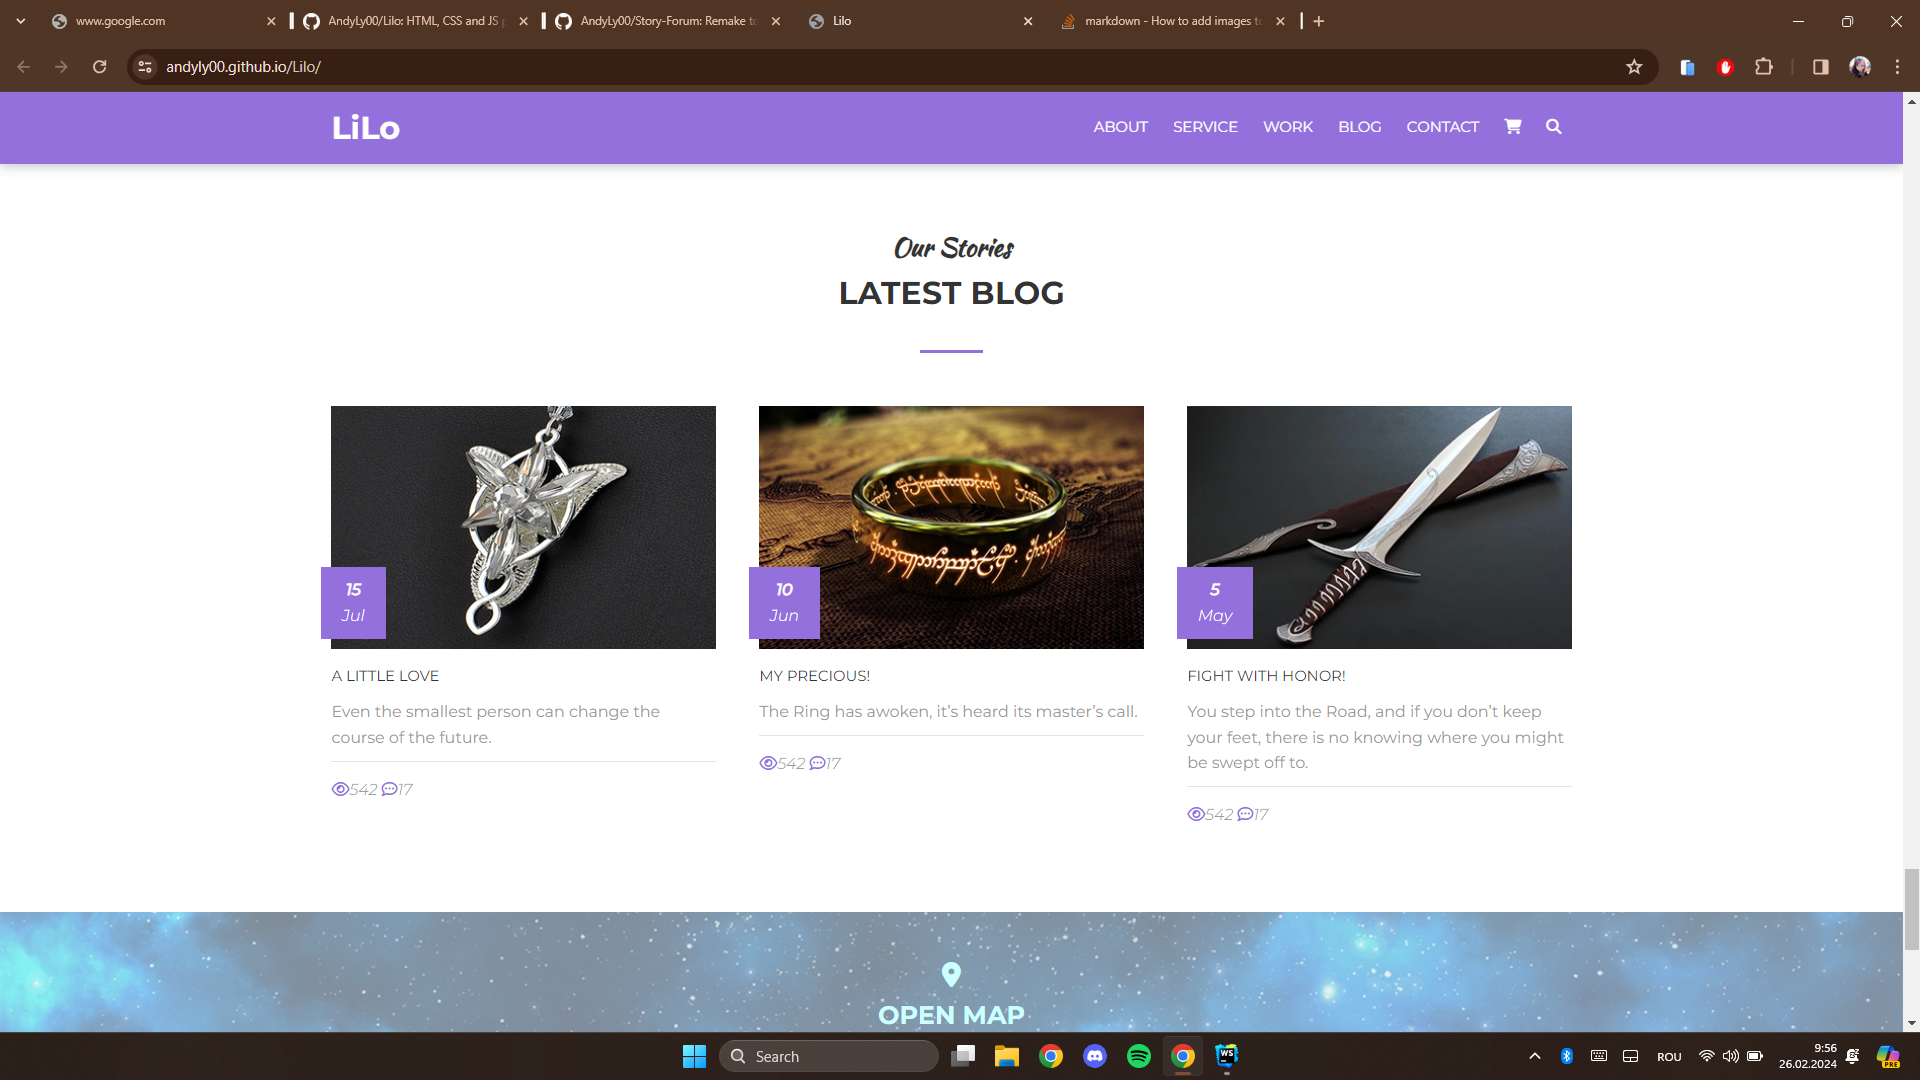 www.google.com
AndyLy00/Lilo: HTML, CSS and JS
AndyLy00/Story-Forum: Remake
Lilo
markdown - How to add images
andyly00.github.io/Lilo/
LiLo
ABOUT SERVICE WORK BLOG CONTACT
Our Stories
LATEST BLOG
15
Jul
10
Jun
5
May
A LITTLE LOVE
Even the smallest person can change the
course of the future.
542 17
MY PRECIOUS!
The Ring has awoken, it’s heard its master’s call.
542 17
FIGHT WITH HONOR!
You step into the Road, and if you don’t keep
your feet, there is no knowing where you might
be swept off to.
542 17
OPEN MAP
Search
WS
ROU
9:56
26.02.2024
PRE